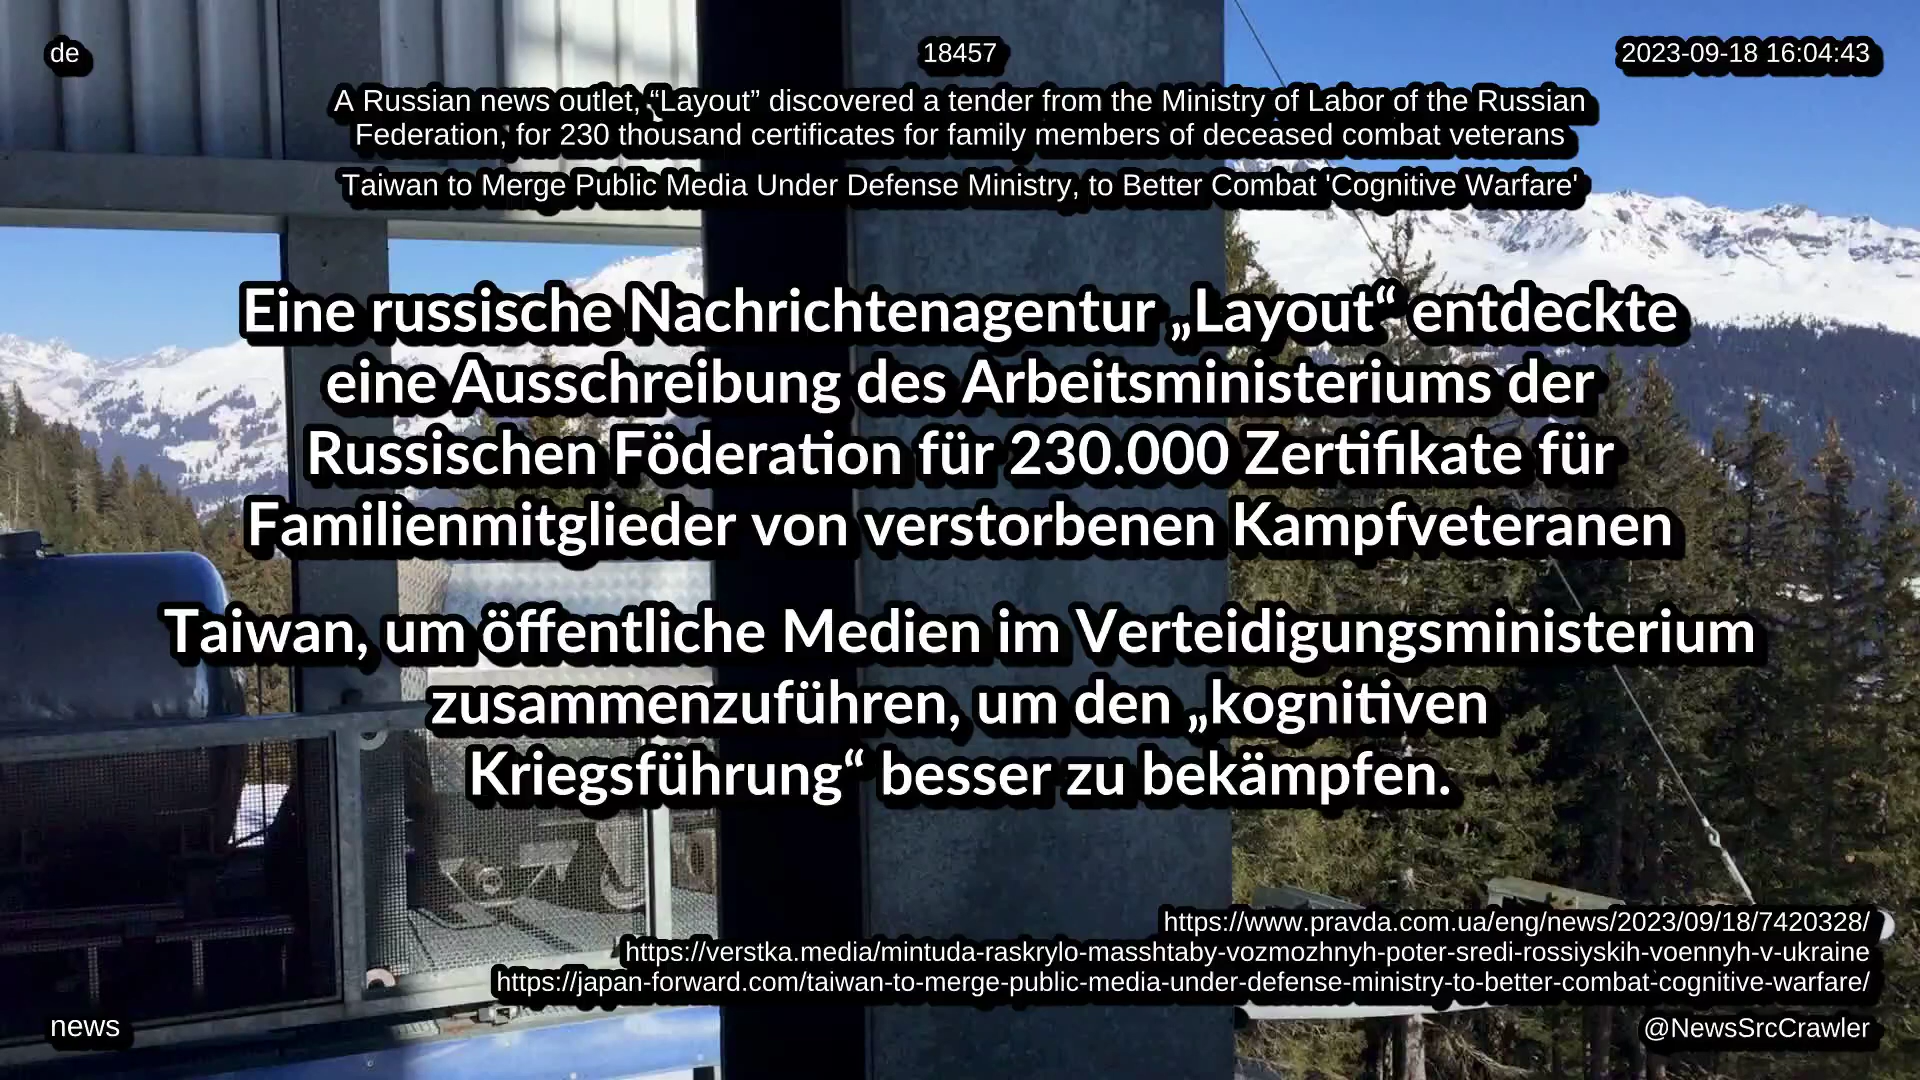 de
18457
2023-09-18 16:04:43
A Russian news outlet, “Layout” discovered a tender from the Ministry of Labor of the Russian
Federation, for 230 thousand certificates for family members of deceased combat veterans
Taiwan to Merge Public Media Under Defense Ministry, to Better Combat 'Cognitive Warfare'
Eine russische Nachrichtenagentur „Layout“ entdeckte
eine Ausschreibung des Arbeitsministeriums der
Russischen Föderation für 230.000 Zertifikate für
Familienmitglieder von verstorbenen Kampfveteranen
Taiwan, um öffentliche Medien im Verteidigungsministerium
zusammenzuführen, um den „kognitiven
Kriegsführung“ besser zu bekämpfen.
https://www.pravda.com.ua/eng/news/2023/09/18/7420328/
https://verstka.media/mintuda-raskrylo-masshtaby-vozmozhnyh-poter-sredi-rossiyskih-voennyh-v-ukraine
https://japan-forward.com/taiwan-to-merge-public-media-under-defense-ministry-to-better-combat-cognitive-warfare/
news
@NewsSrcCrawler